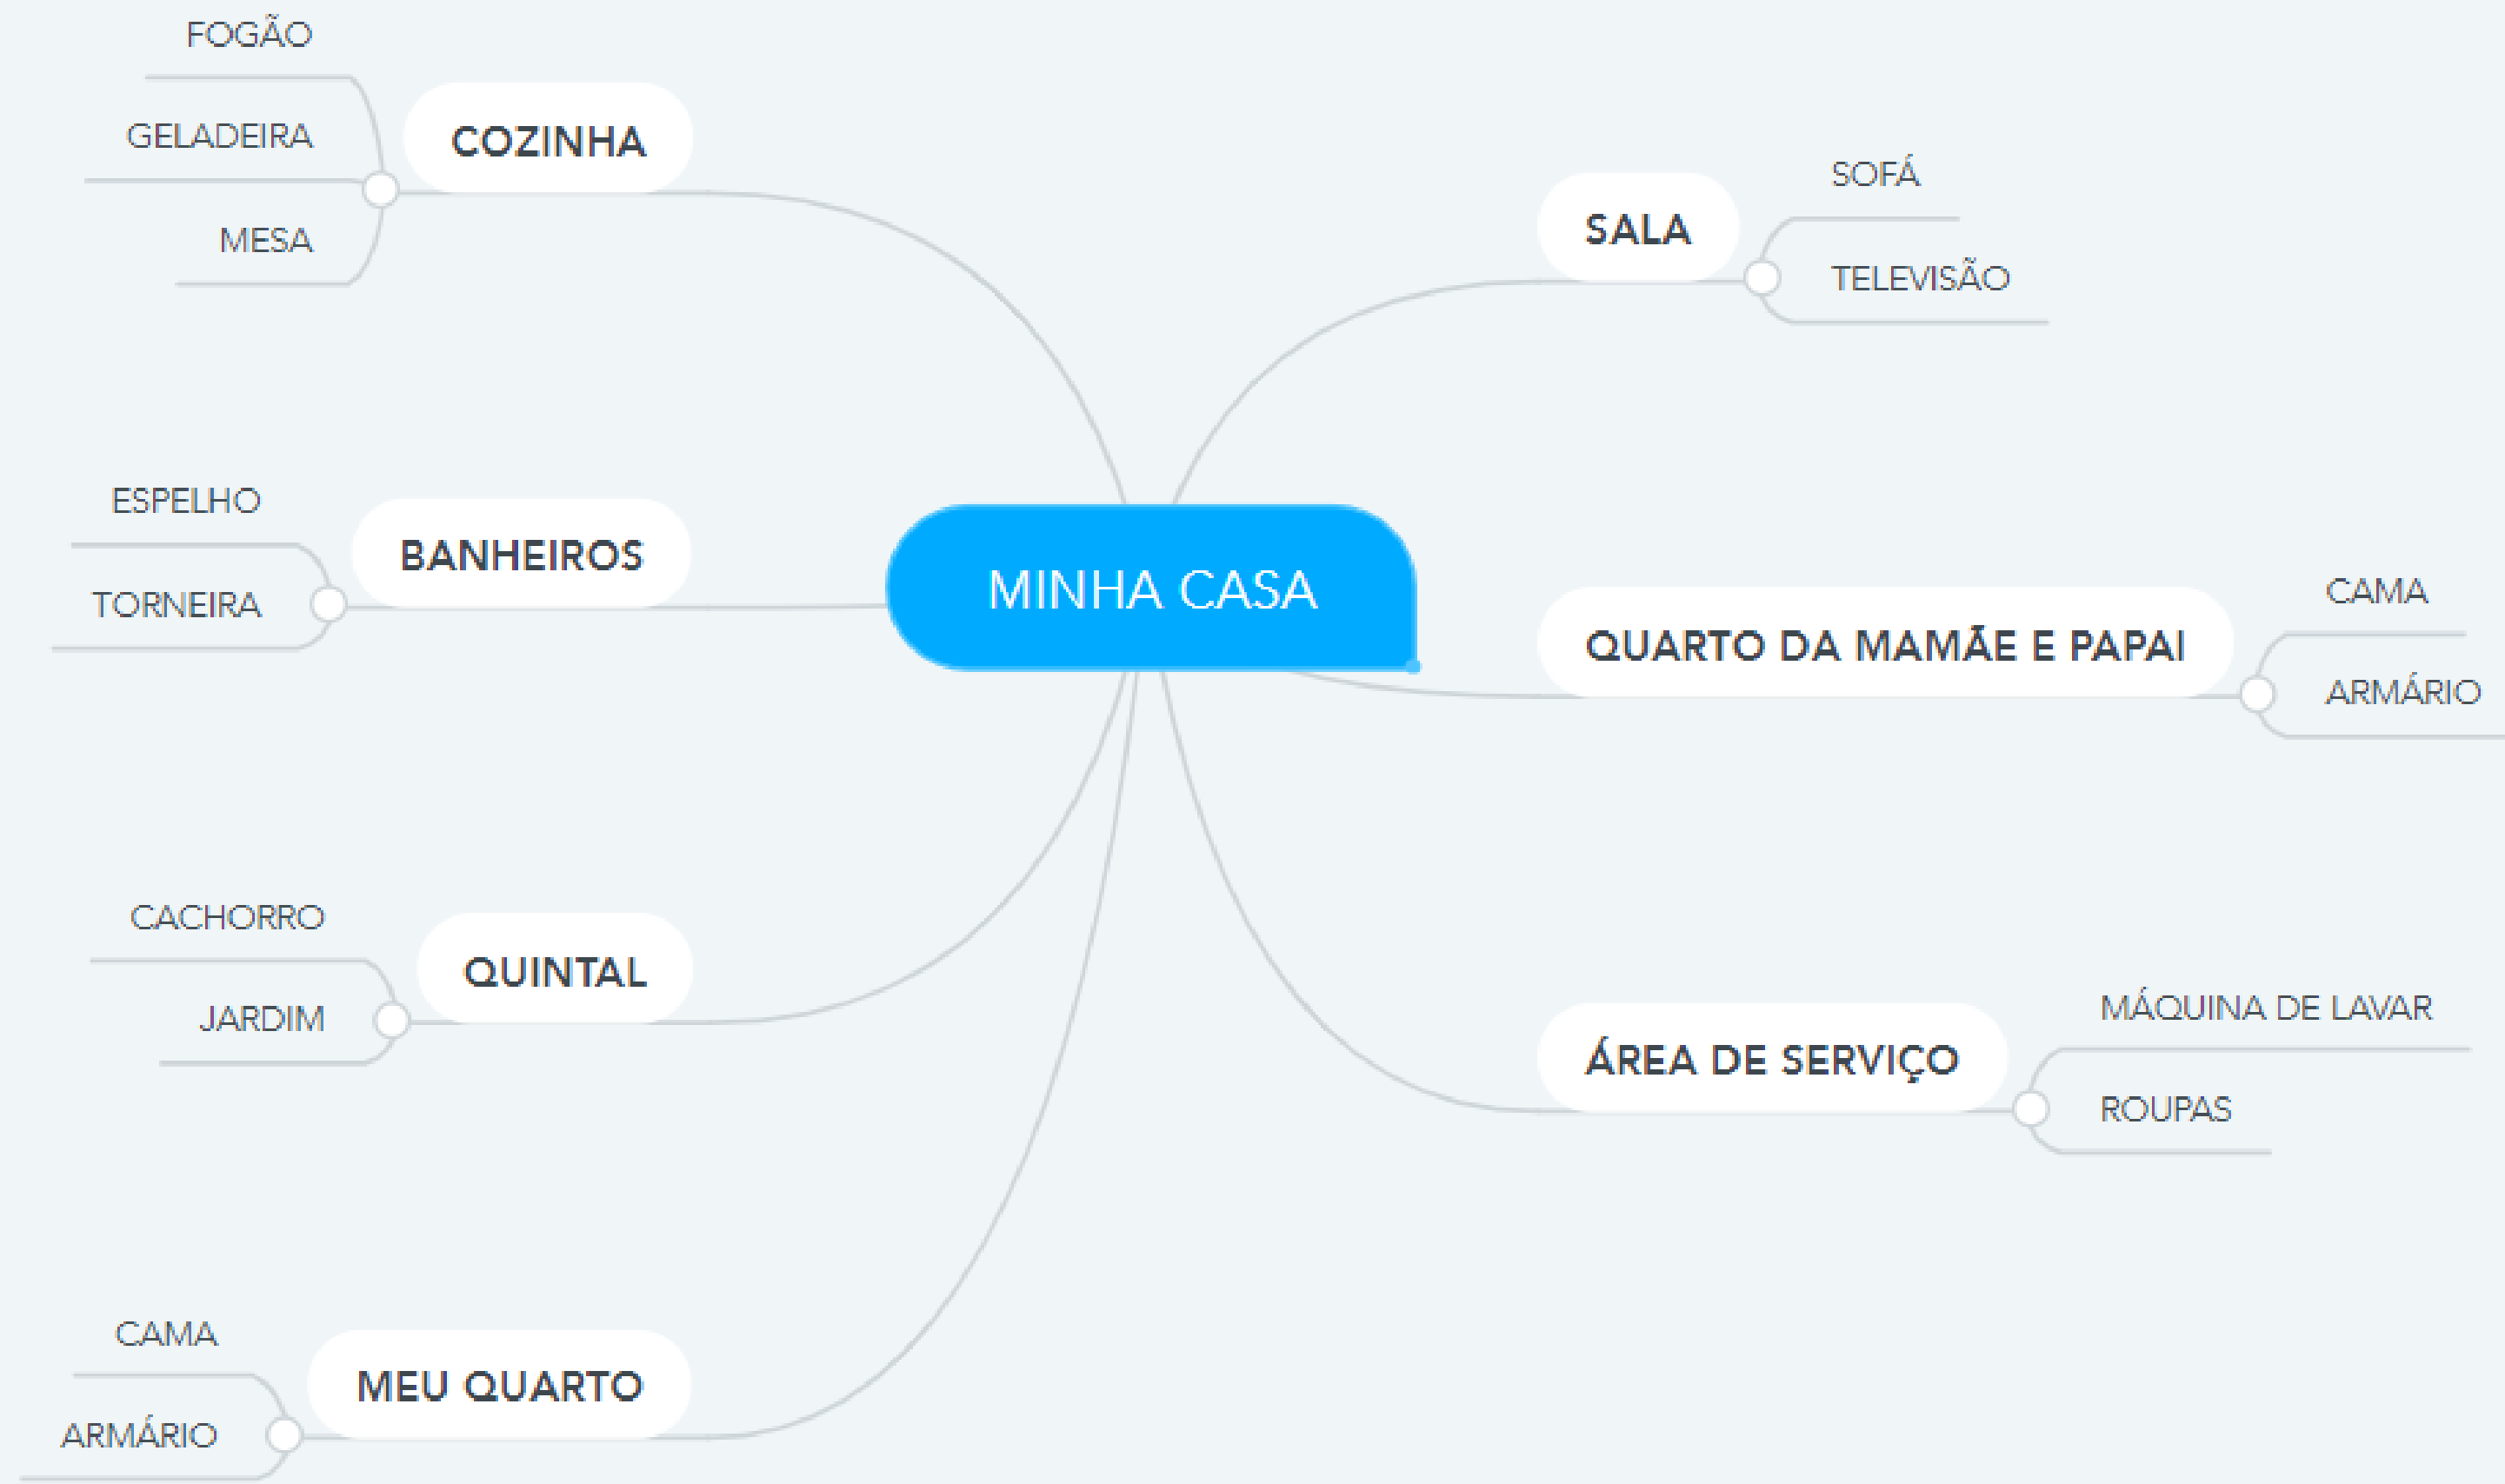 FOGÃO
GELADEIRA
MESA
COZINHA
SALA
SOFÁ
TELEVISÃO
ESPELHO
TORNEIRA
BANHEIROS
MINHA CASA
QUARTO DA MAMÃE E PAPAI
CAMA
ARMÁRIO
CACHORRO
JARDIM
QUINTAL
ÁREA DE SERVIÇO
MÁQUINA DE LAVAR
ROUPAS
CAMA
ARMÁRIO
MEU QUARTO